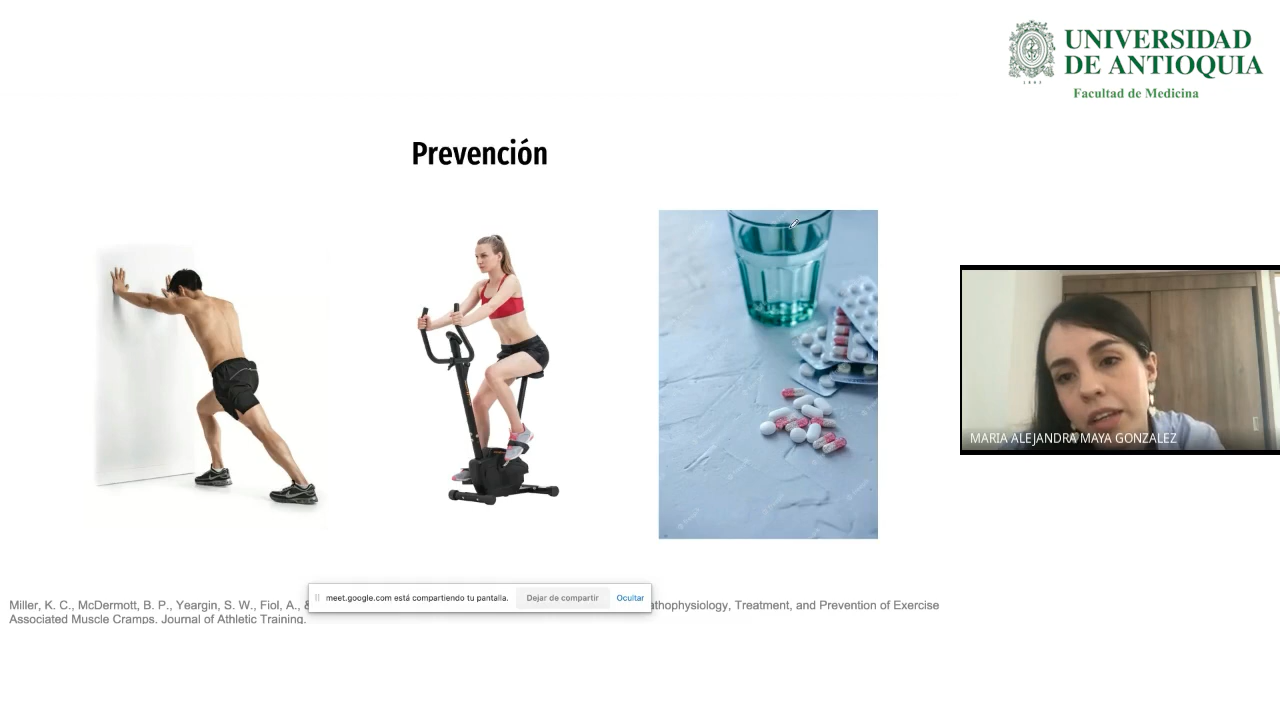 UNIVERSIDAD
DE ANTIOQUIA
1803
Facultad de Medicina
Prevención
MARIA ALEJANDRA MAYA GONZALEZ
meet.google.com está compartiendo tu pantalla.
Dejar de compartir
Ocultar
Miller, K. C., McDermott, B. P., Yeargin, S. W., Fiol, A., & athophysiology, Treatment, and Prevention of Exercise
Associated Muscle Cramps. Journal of Athletic Training.